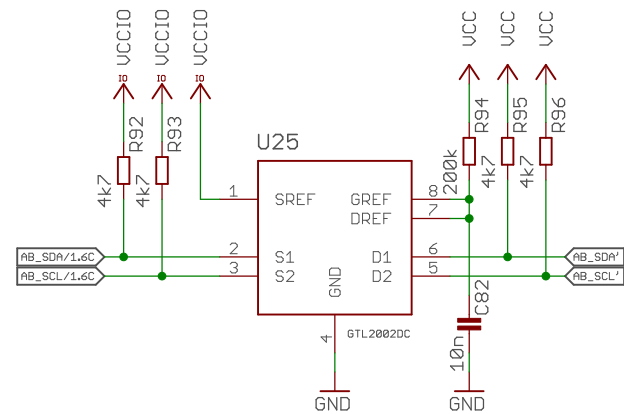 VCCIO
VCCIO
VCCIO
VCC
VCC
VCC
IO
IO
IO
R92
R93
R94
R95
R96
4k7
4k7
200k
4k7
4k7
U25
1
SREF
GREF
8
DREF
7
AB_SDA/1.6C
2
S1
D1
6
AB_SDA'
AB_SCL/1.6C
3
S2
D2
5
AB_SCL'
GND
C82
4
GTL2002DC
10n
GND
GND